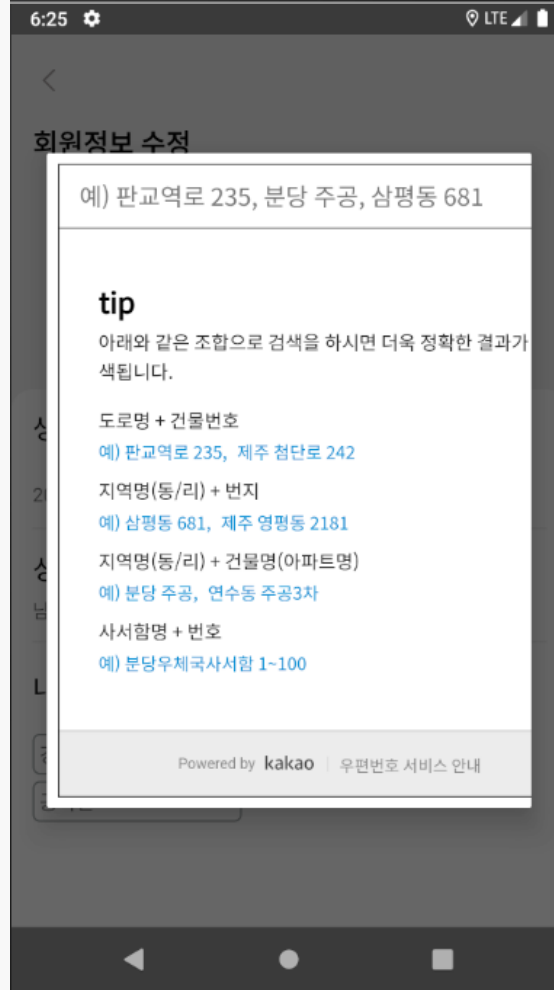 6:25
LTE
회원정보 수정
예) 판교역로 235, 분당 주공, 삼평동 681
tip
아래와 같은 조합으로 검색을 하시면 더욱 정확한 결과가
색됩니다.
도로명 + 건물번호
예) 판교역로 235, 제주 첨단로 242
지역명(동/리) + 번지
예) 삼평동 681, 제주 영평동 2181
지역명(동/리) + 건물명(아파트명)
예) 분당 주공, 연수동 주공3차
사서함명 + 번호
예) 분당우체국사서함 1~100
Powered by kakao 우편번호 서비스 안내